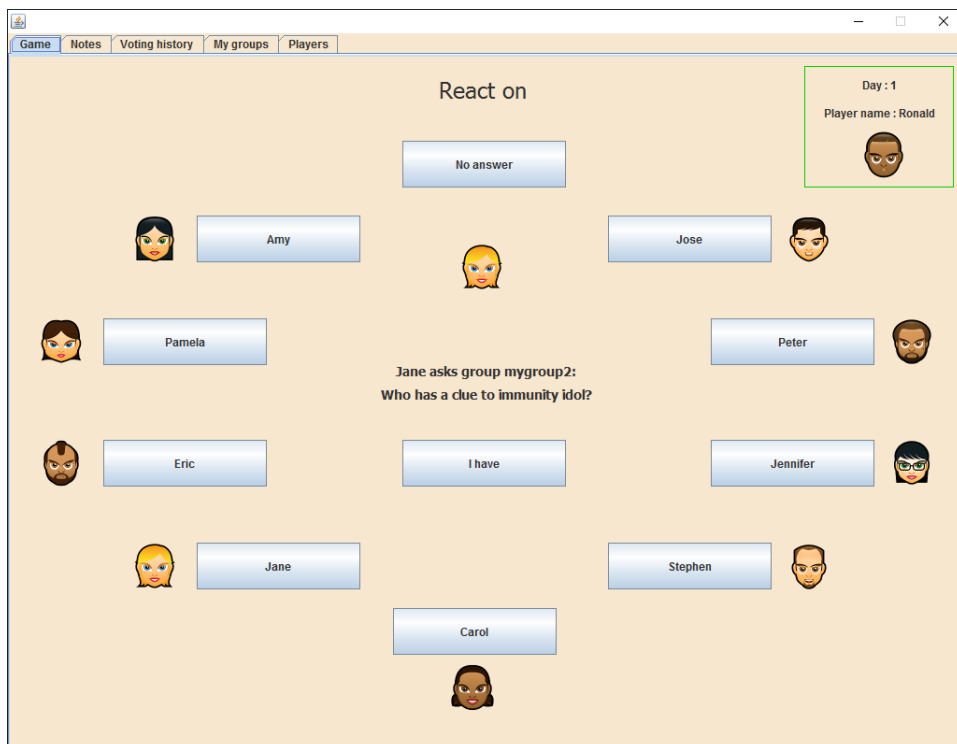 Game Notes Voting history My groups Players
React on
Day : 1
Player name : Ronald
No answer
Amy
Jose
Pamela
Peter
Jane asks group mygroup2:
Who has a clue to immunity idol?
Eric
I have
Jennifer
Jane
Stephen
Carol